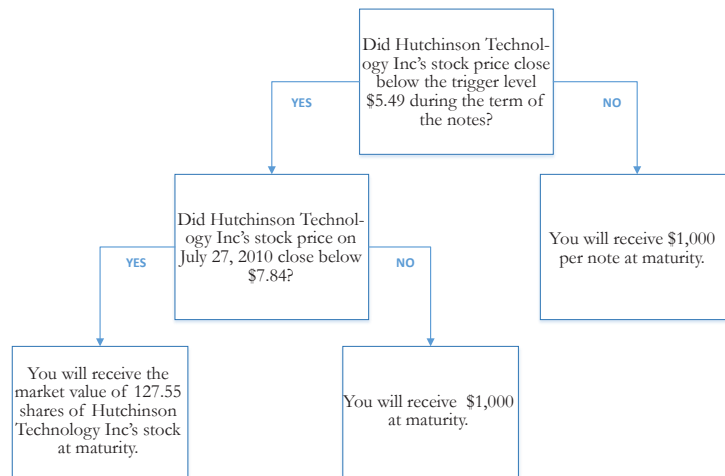 Did Hutchinson Technol-
ogy Inc's stock price close
below the trigger level
$5.49 during the term of
the notes?
YES
NO
Did Hutchinson Technol-
ogy Inc's stock price on
July 27, 2010 close below
$7.84?
You will receive $1,000
per note at maturity.
YES
NO
You will receive the
market value of 127.55
shares of Hutchinson
Technology Inc's stock
at maturity.
You will receive $1,000
at maturity.